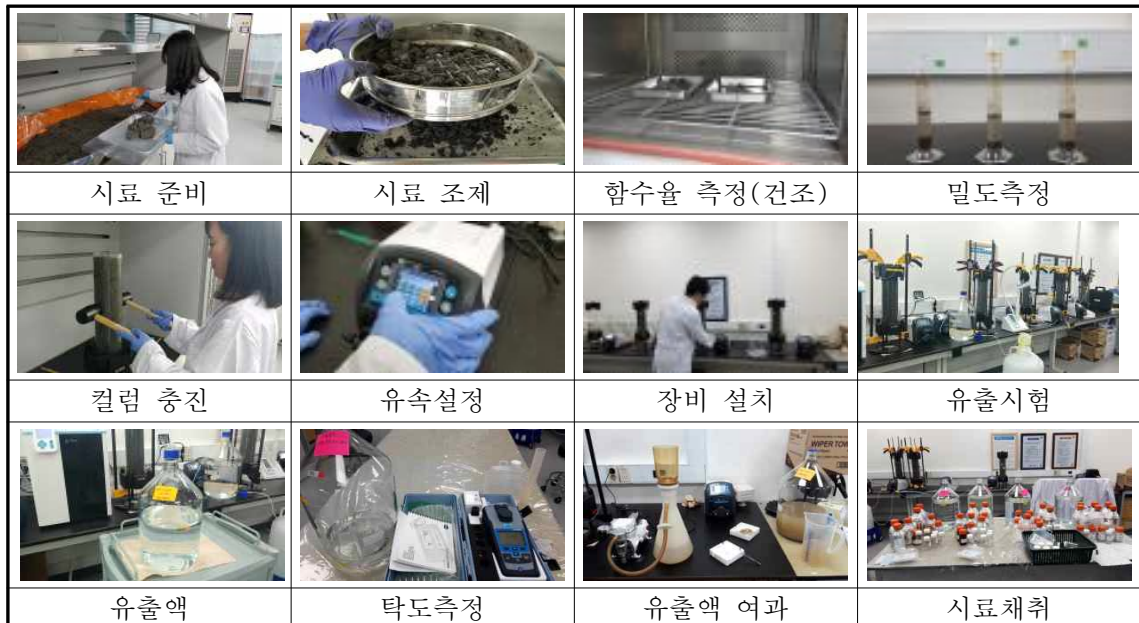 시료 준비
시료 조제
함수율 측정(건조)
밀도측정
컬럼 충진
유속설정
장비 설치
유출시험
WIPER TOW
유출액
탁도측정
유출액 여과
시료채취